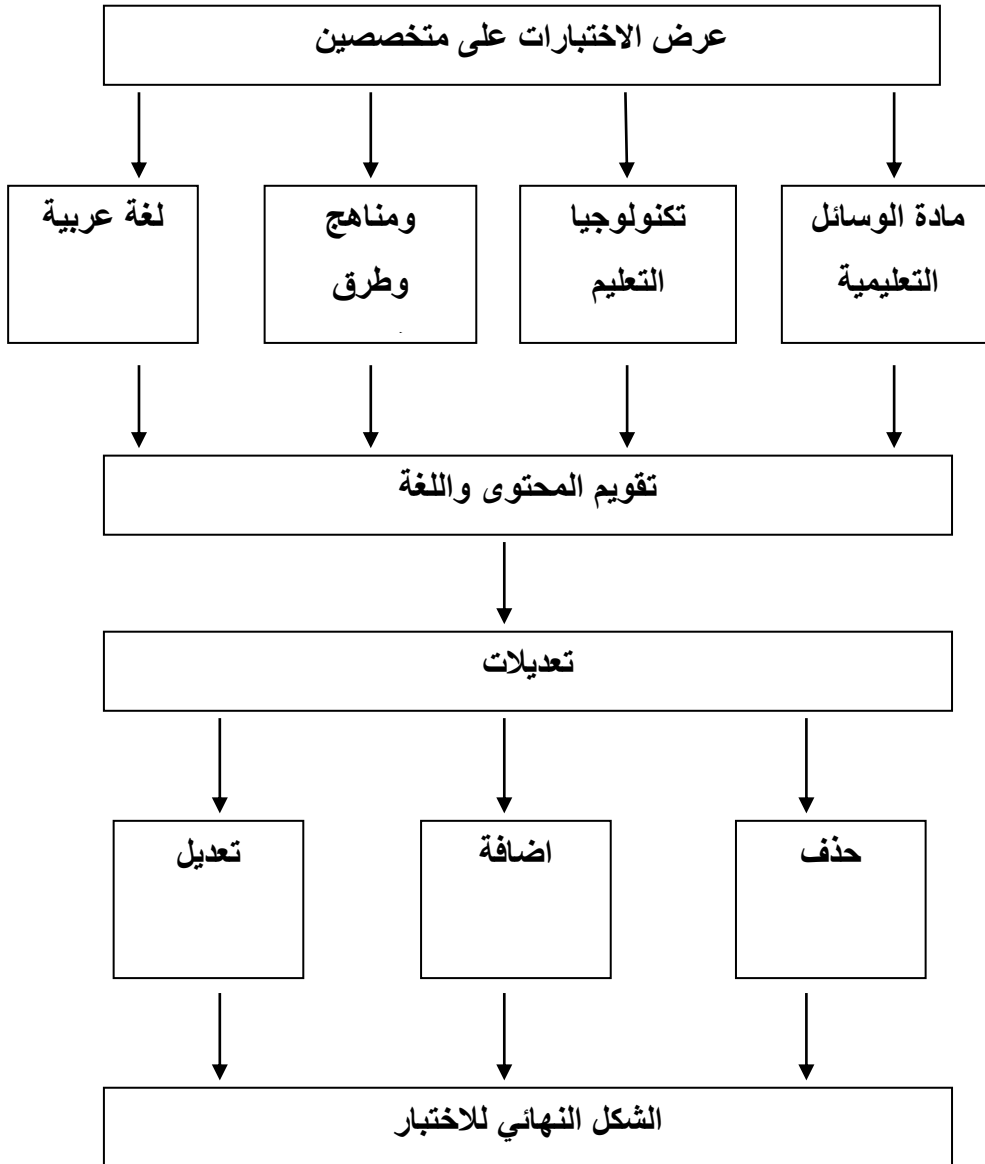 عرض الاختبارات على متخصصين
مادة الوسائل
التعليمية
تكنولوجيا
التعليم
ومناهج
وطرق
لغة عربية
تقويم المحتوى واللغة
تعديلات
حذف
اضافة
تعديل
الشكل النهائي للاختبار